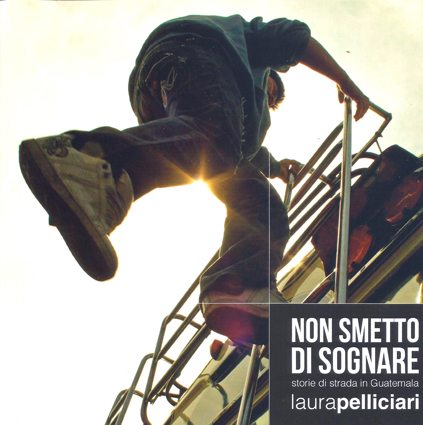 NON SMETTO
DI SOGNARE
storie di strada in Guatemala
laurapelliciari